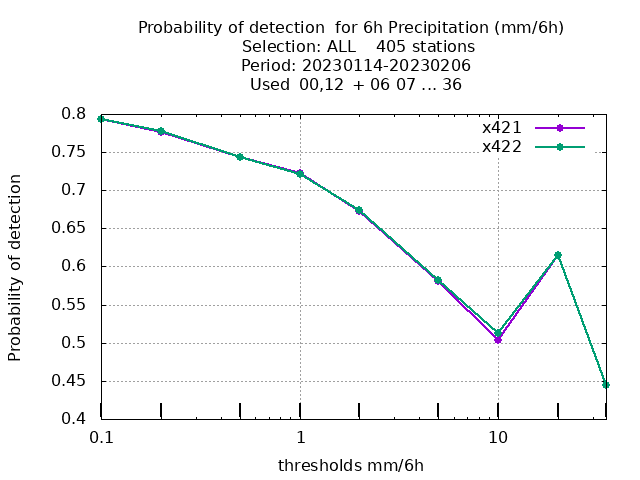 Probability of detection  for 6h Precipitation (mm/6h)
Selection: ALL    405 stations
Period: 20230114-20230206
Used  00,12  + 06 07 ... 36
x421
x422
0.8
0.75
0.7
0.65
0.6
0.55
0.5
0.45
0.4
Probability of detection
0.1 1 10
thresholds mm/6h